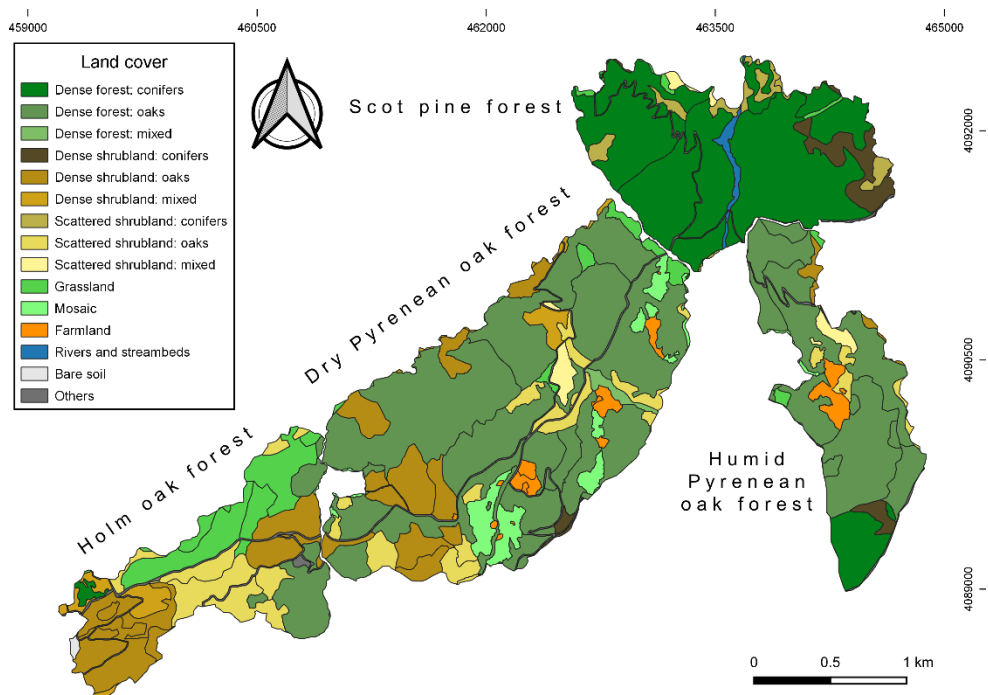 459000
460500
462000
463500
465000
Land cover
Dense forest: conifers
Dense forest: oaks
Dense forest: mixed
Dense shrubland: conifers
Dense shrubland: oaks
Dense shrubland: mixed
Scattered shrubland: conifers
Scattered shrubland: oaks
Scattered shrubland: mixed
Grassland
Mosaic
Farmland
Rivers and streambeds
Bare soil
Others
Scot pine forest
Dry Pyrenean oak forest
Holm oak forest
Humid
Pyrenean
oak forest
4092000
4090500
4089000
0 0.5 1 km